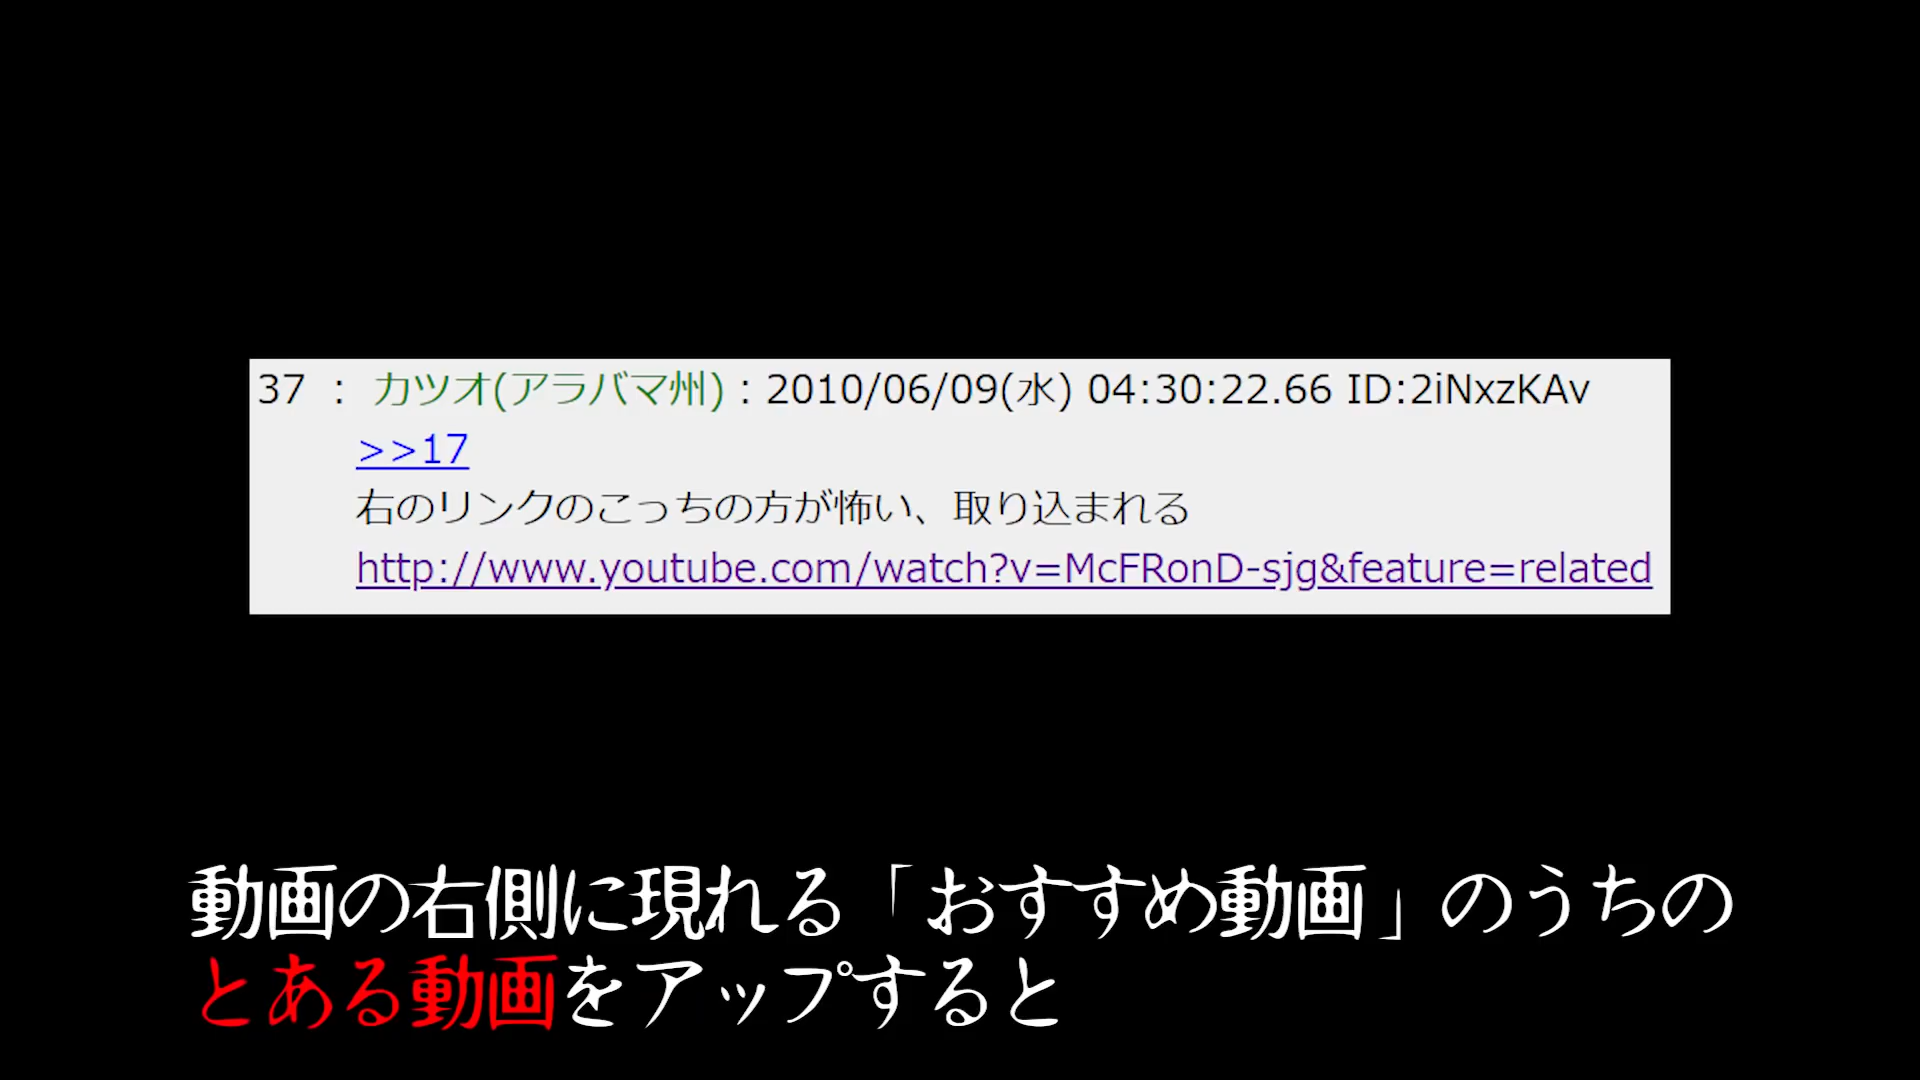 37 : カツオ(アラバマ州) : 2010/06/09(水) 04:30:22.66 ID:2iNxzKAv
>>17
右のリンクのこっちの方が怖い、取り込まれる
http://www.youtube.com/watch?v=McFRonD-sjg&feature=related
動画の右側に現れる「おすすめ動画」のうちの
とある動画をアップすると